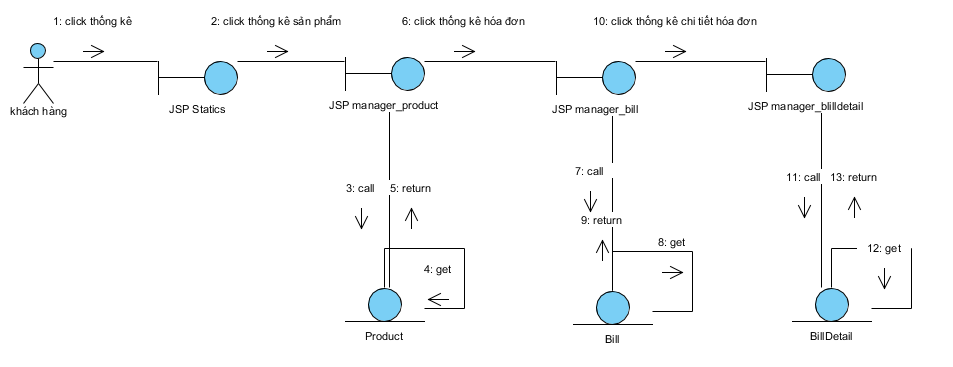 1: click thống kê
2: click thống kê sản phẩm
6: click thống kê hóa đơn
10: click thống kê chi tiết hóa đơn
khách hàng
JSP Statics
JSP manager_product
JSP manager_bill
JSP manager_blilldetail
3: call
5: return
7: call
9: return
11: call
13: return
4: get
8: get
12: get
Product
Bill
BillDetail